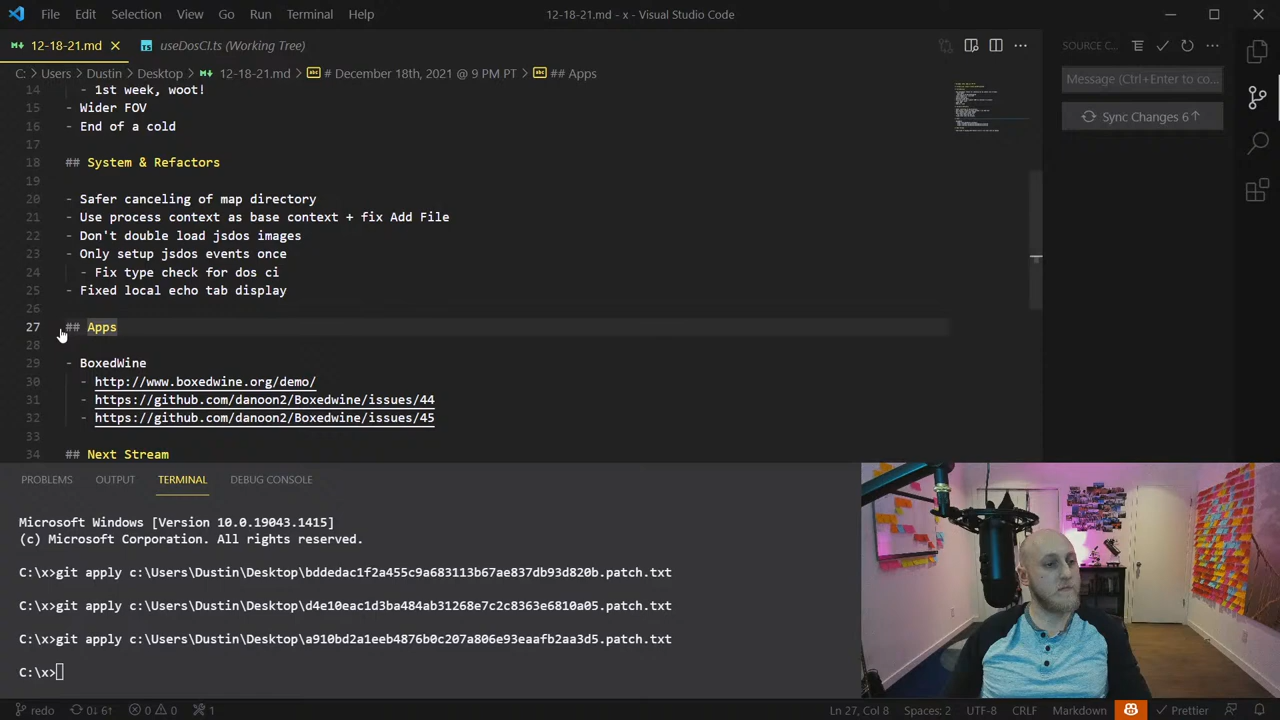 File Edit Selection View Go Run Terminal Help 12-18-21.md - x - Visual Studio Code
12-18-21.md useDosCI.ts (Working Tree) SOURCE C...
C: > Users > Dustin > Desktop > 12-18-21.md > # December 18th, 2021 @ 9 PM PT > ## Apps
Message (Ctrl+Enter to co...
Sync Changes 6↑
14 - 1st week, woot!
15 - Wider FOV
16 - End of a cold
17
18 ## System & Refactors
19
20 - Safer canceling of map directory
21 - Use process context as base context + fix Add File
22 - Don't double load jsdos images
23 - Only setup jsdos events once
24 - Fix type check for dos ci
25 - Fixed local echo tab display
26
27 ## Apps
28
29 - BoxedWine
30 - http://www.boxedwine.org/demo/
31 - https://github.com/danoon2/Boxedwine/issues/44
32 - https://github.com/danoon2/Boxedwine/issues/45
33
34 ## Next Stream
PROBLEMS OUTPUT TERMINAL DEBUG CONSOLE
Microsoft Windows [Version 10.0.19043.1415]
(c) Microsoft Corporation. All rights reserved.
C:\x>git apply c:\Users\Dustin\Desktop\bddedac1f2a455c9a683113b67ae837db93d820b.patch.txt
C:\x>git apply c:\Users\Dustin\Desktop\d4e10eac1d3ba484ab31268e7c2c8363e6810a05.patch.txt
C:\x>git apply c:\Users\Dustin\Desktop\a910bd2a1eeb4876b0c207a806e93eaafb2aa3d5.patch.txt
C:\x>
redo 0↓ 6↑ 0 0 1 Ln 27, Col 8 Spaces: 2 UTF-8 CRLF Markdown Prettier